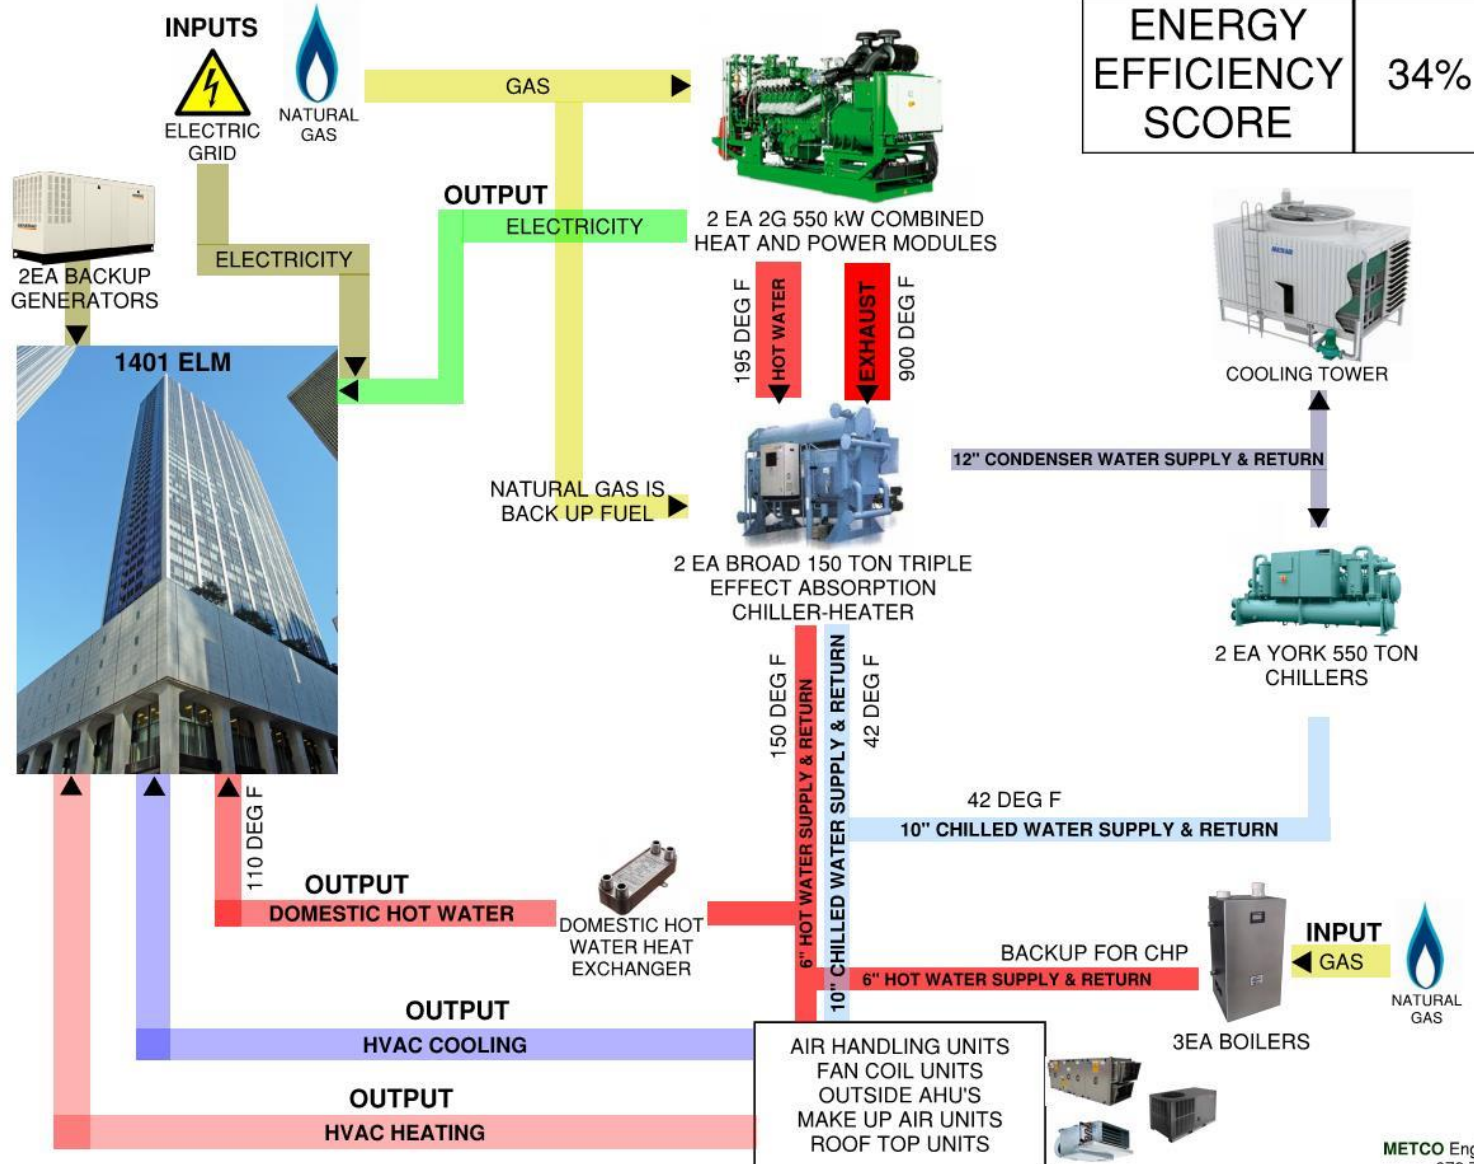 INPUTS
ELECTRIC
GRID
NATURAL
GAS
GAS
ENERGY
EFFICIENCY
SCORE
34%
2EA BACKUP
GENERATORS
ELECTRICITY
OUTPUT
ELECTRICITY
2 EA 2G 550 kW COMBINED
HEAT AND POWER MODULES
195 DEG F
HOT WATER
EXHAUST
900 DEG F
COOLING TOWER
1401 ELM
12" CONDENSER WATER SUPPLY & RETURN
NATURAL GAS IS
BACK UP FUEL
2 EA BROAD 150 TON TRIPLE
EFFECT ABSORPTION
CHILLER-HEATER
2 EA YORK 550 TON
CHILLERS
150 DEG F
6" HOT WATER SUPPLY & RETURN
10" CHILLED WATER SUPPLY & RETURN
42 DEG F
42 DEG F
10" CHILLED WATER SUPPLY & RETURN
110 DEG F
OUTPUT
DOMESTIC HOT WATER
DOMESTIC HOT
WATER HEAT
EXCHANGER
BACKUP FOR CHP
6" HOT WATER SUPPLY & RETURN
INPUT
GAS
NATURAL
GAS
3EA BOILERS
OUTPUT
HVAC COOLING
OUTPUT
HVAC HEATING
AIR HANDLING UNITS
FAN COIL UNITS
OUTSIDE AHU'S
MAKE UP AIR UNITS
ROOF TOP UNITS
METCO Eng